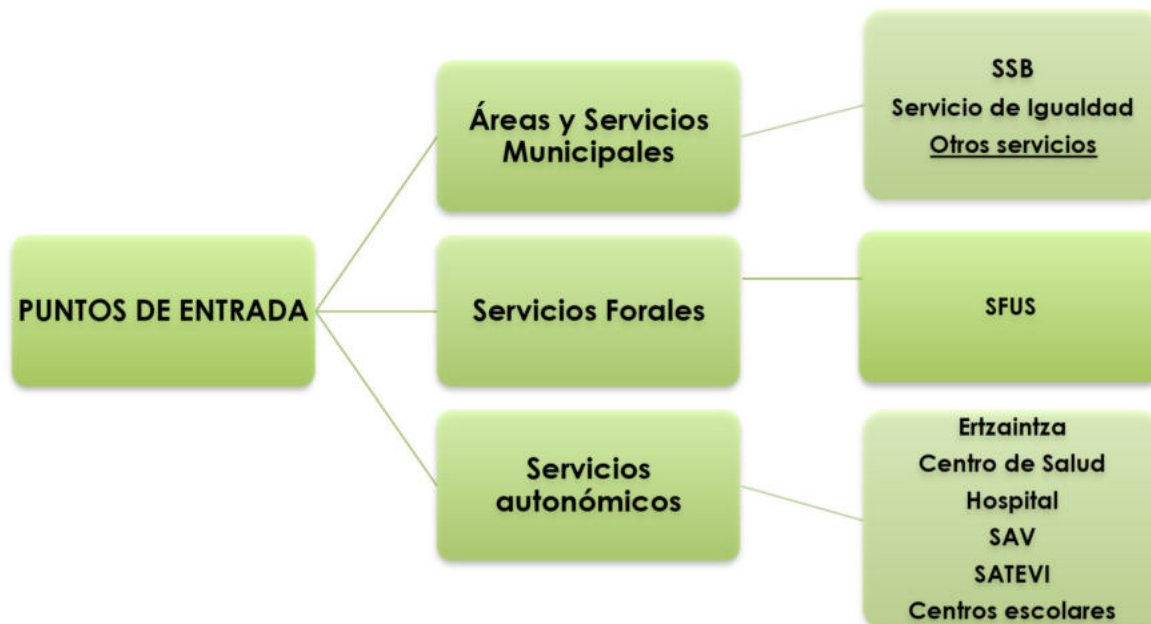 PUNTOS DE ENTRADA
Áreas y Servicios
Municipales
SSB
Servicio de Igualdad
Otros servicios
Servicios Forales
SFUS
Servicios
autonómicos
Ertzaintza
Centro de Salud
Hospital
SAV
SATEVI
Centros escolares